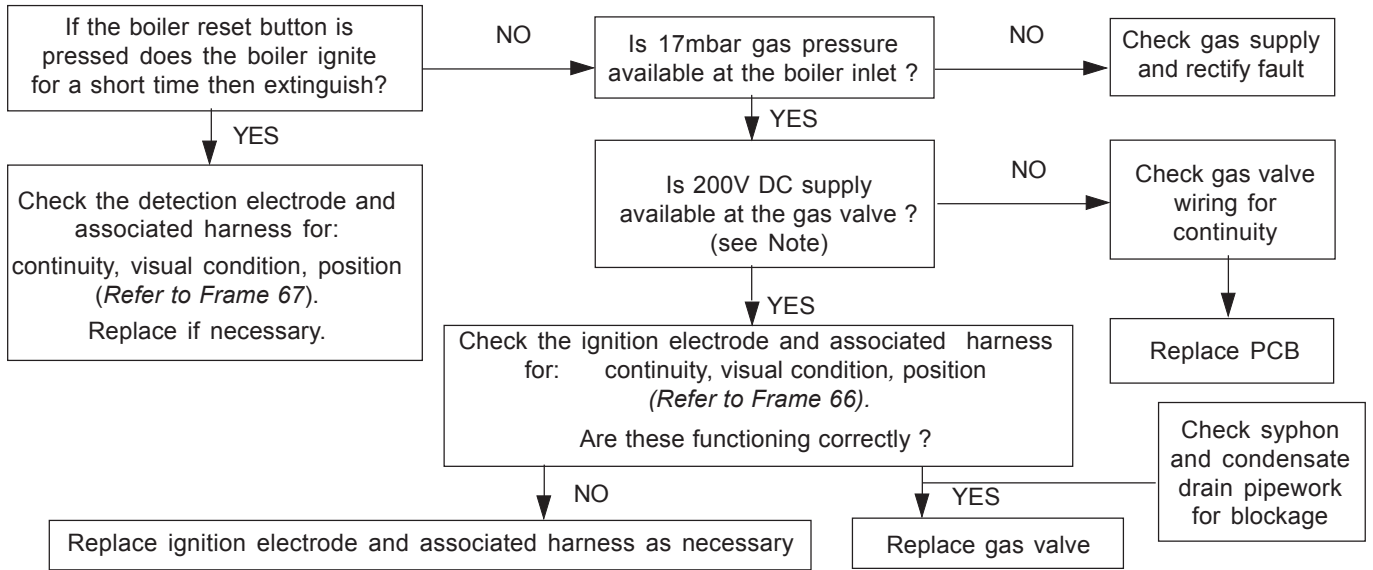 If the boiler reset button is
pressed does the boiler ignite
for a short time then extinguish?
NO
Is 17mbar gas pressure
available at the boiler inlet ?
NO
Check gas supply
and rectify fault
YES
YES
Check the detection electrode and
associated harness for:
continuity, visual condition, position
(Refer to Frame 67).
Replace if necessary.
Is 200V DC supply
available at the gas valve ?
(see Note)
NO
Check gas valve
wiring for
continuity
YES
Replace PCB
Check the ignition electrode and associated harness
for: continuity, visual condition, position
(Refer to Frame 66).
Are these functioning correctly ?
Check syphon
and condensate
drain pipework
for blockage
NO
YES
Replace ignition electrode and associated harness as necessary
Replace gas valve